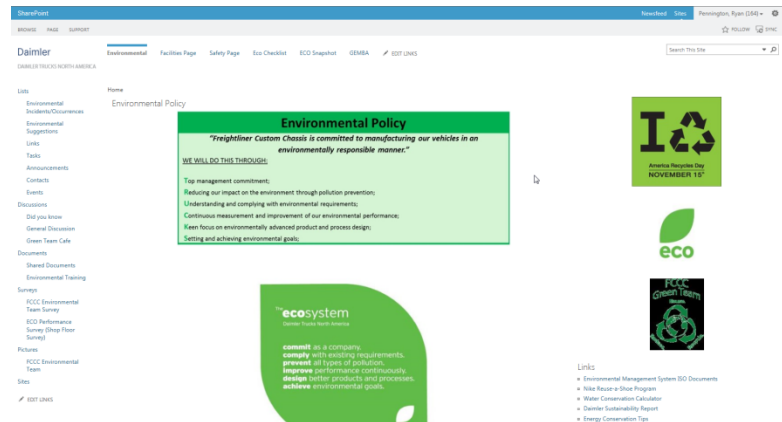 SharePoint
Newsfeed Sites Pennington, Ryan (164)
BROWSE PAGE SUPPORT
FOLLOW SYNC
Daimler
DAIMLER TRUCKS NORTH AMERICA
Environmental Facilities Page Safety Page Eco Checklist ECO Snapshot GEMBA EDIT LINKS
Search This Site
Lists
Environmental
Incidents/Occurrences
Environmental
Suggestions
Links
Tasks
Announcements
Contacts
Events
Discussions
Did you know
General Discussion
Green Team Cafe
Documents
Shared Documents
Environmental Training
Surveys
FCCC Environmental
Team Survey
ECO Performance
Survey (Shop Floor
Survey)
Pictures
FCCC Environmental
Team
Sites
EDIT LINKS
Home
Environmental Policy
Environmental Policy
"Freightliner Custom Chassis is committed to manufacturing our vehicles in an
environmentally responsible manner."
WE WILL DO THIS THROUGH:
Top management commitment;
Reducing our impact on the environment through pollution prevention;
Understanding and complying with environmental requirements;
Continuous measurement and improvement of our environmental performance;
Keen focus on environmentally advanced product and process design;
Setting and achieving environmental goals;
The ecosystem
Daimler Trucks North America
commit as a company.
comply with existing requirements.
prevent all types of pollution.
improve performance continuously.
design better products and processes.
achieve environmental goals.
I
America Recycles Day
NOVEMBER 15
eco
FCCC
Green Team
Links
Environmental Management System ISO Documents
Nike Reuse-a-Shoe Program
Water Conservation Calculator
Daimler Sustainability Report
Energy Conservation Tips